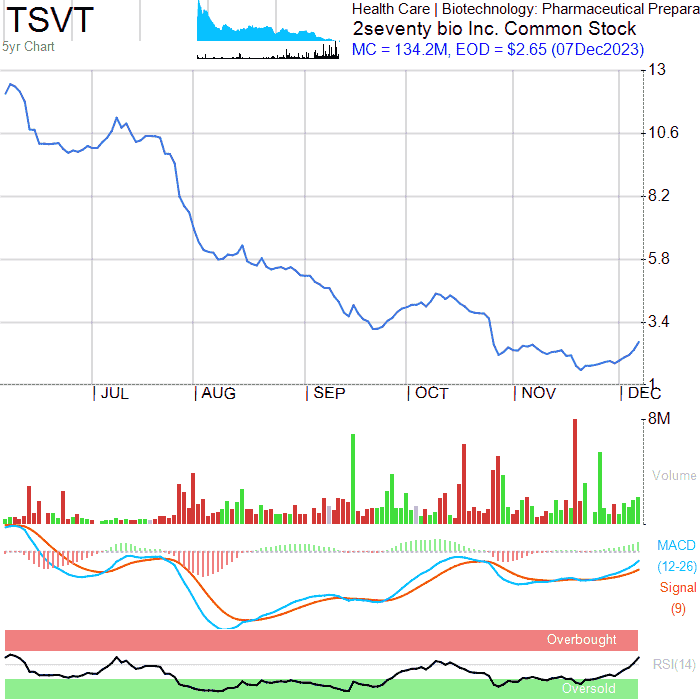 TSVT
5yr Chart
Health Care | Biotechnology: Pharmaceutical Prepara
2seventy bio Inc. Common Stock
MC = 134.2M, EOD = $2.65 (07Dec2023)
13
10.6
8.2
5.8
3.4
1
JUL AUG SEP OCT NOV DEC
8M
Volume
MACD
(12-26)
Signal
(9)
Overbought
RSI(14)
Oversold